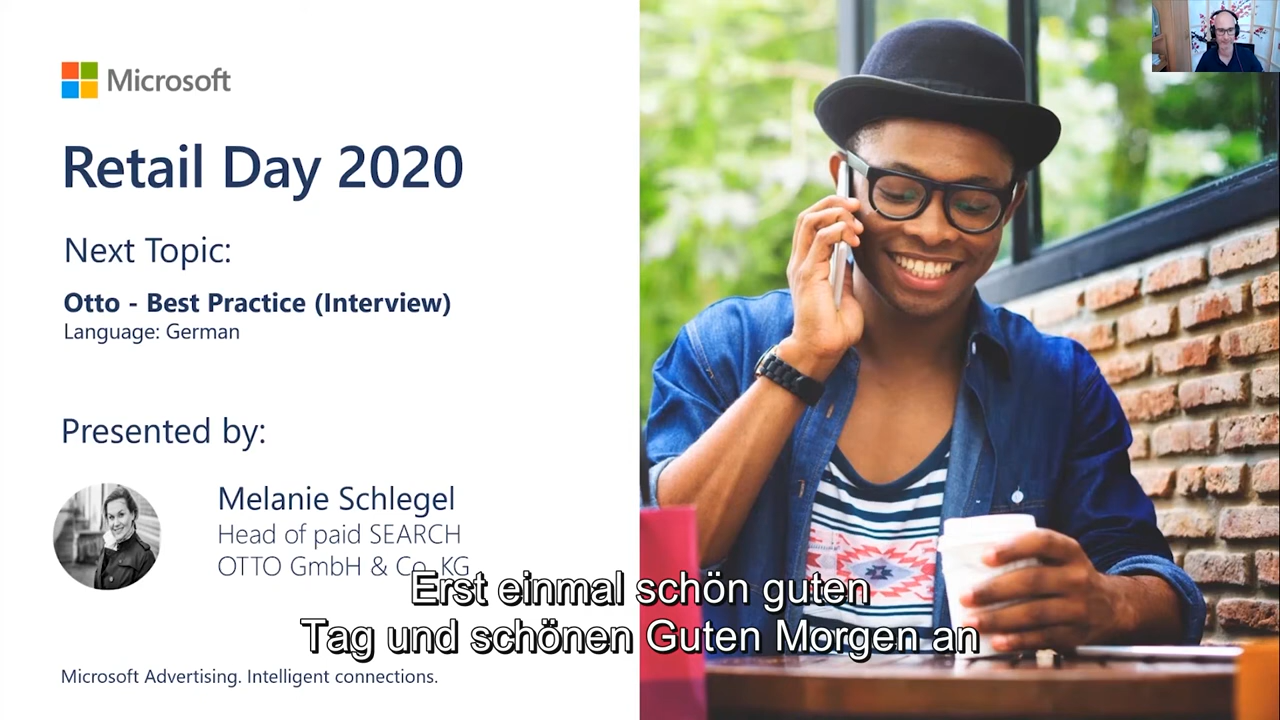 Microsoft
Retail Day 2020
Next Topic:
Otto - Best Practice (Interview)
Language: German
Presented by:
Melanie Schlegel
Head of paid SEARCH
OTTO GmbH & Co. KG
Erst einmal schön guten
Tag und schönen Guten Morgen an
Microsoft Advertising. Intelligent connections.